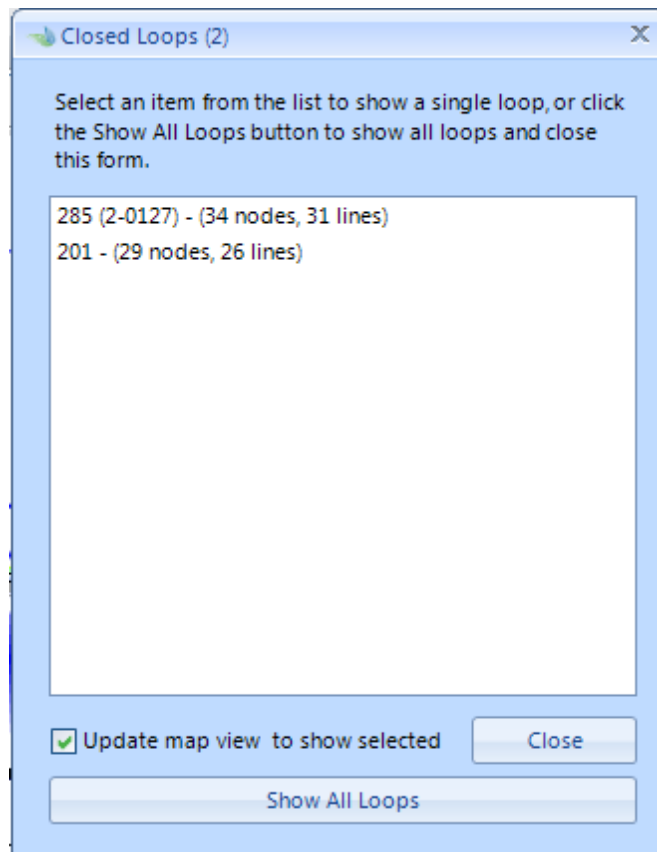 Closed Loops (2)
Select an item from the list to show a single loop, or click
the Show All Loops button to show all loops and close
this form.
285 (2-0127) - (34 nodes, 31 lines)
201 - (29 nodes, 26 lines)
Update map view to show selected
Close
Show All Loops